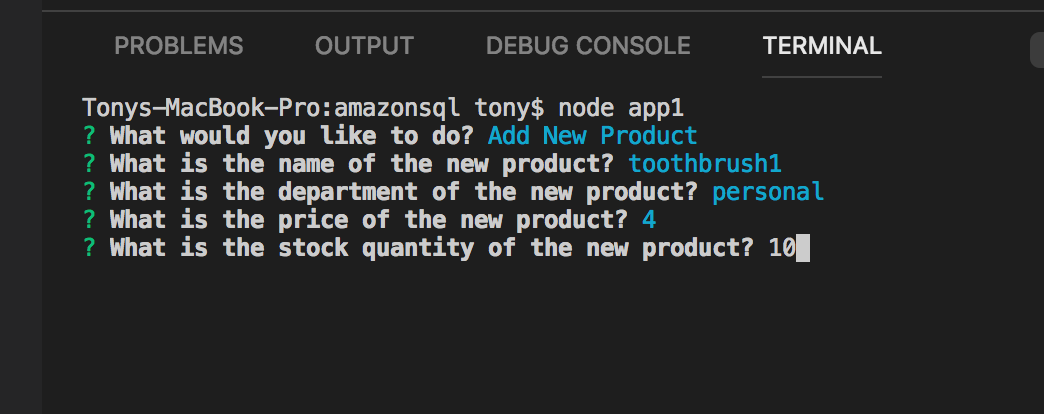 PROBLEMS OUTPUT DEBUG CONSOLE TERMINAL
Tonys-MacBook-Pro:amazonsql tony$ node app1
? What would you like to do? Add New Product
? What is the name of the new product? toothbrush1
? What is the department of the new product? personal
? What is the price of the new product? 4
? What is the stock quantity of the new product? 10